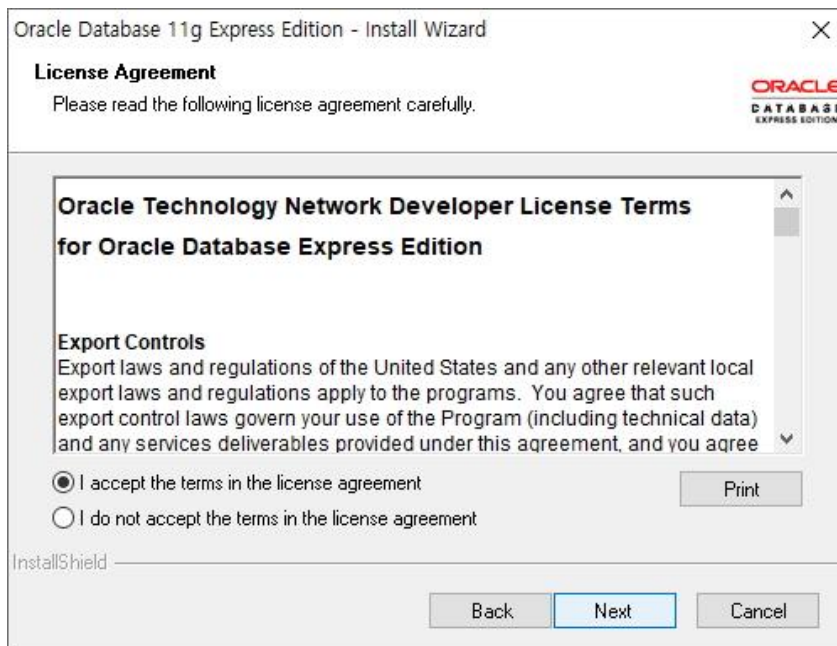 Oracle Database 11g Express Edition - Install Wizard
License Agreement
Please read the following license agreement carefully.
ORACLE
DATABASE
EXPRESS EDITION
Oracle Technology Network Developer License Terms
for Oracle Database Express Edition
Export Controls
Export laws and regulations of the United States and any other relevant local
export laws and regulations apply to the programs.  You agree that such
export control laws govern your use of the Program (including technical data)
and any services deliverables provided under this agreement, and you agree
I accept the terms in the license agreement
Print
I do not accept the terms in the license agreement
InstallShield
Back
Next
Cancel